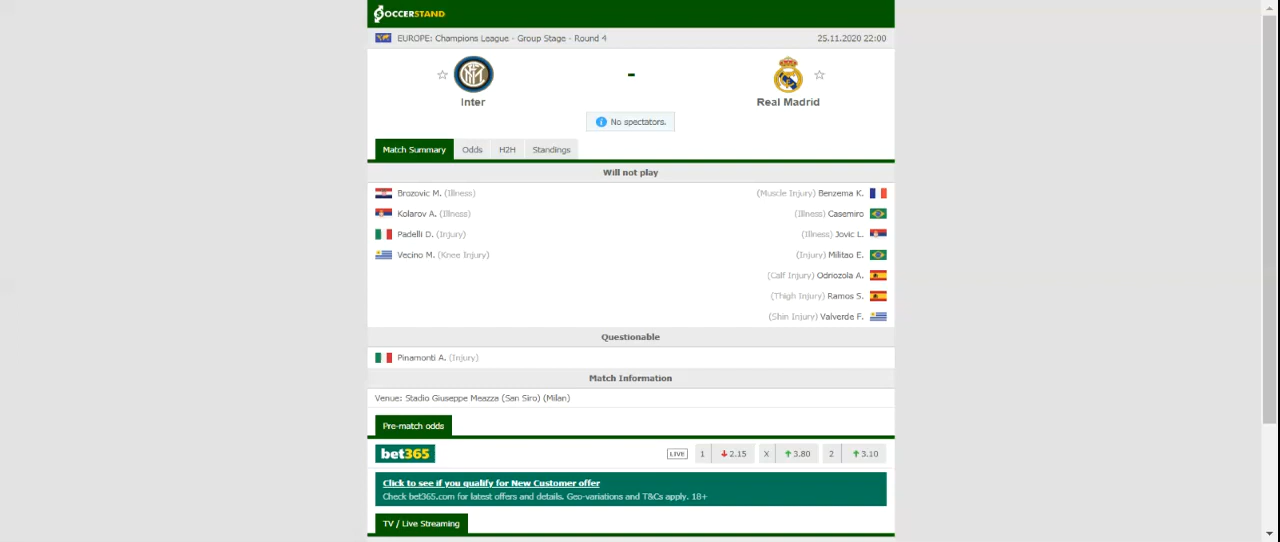 SOCCERSTAND
EUROPE: Champions League - Group Stage - Round 4 25.11.2020 22:00
-
Inter Real Madrid
No spectators.
Match Summary Odds H2H Standings
Will not play
Brozovic M. (Illness) (Muscle Injury) Benzema K.
Kolarov A. (Illness) (Illness) Casemiro
Padelli D. (Injury) (Illness) Jovic L.
Vecino M. (Knee Injury) (Injury) Militao E.
(Calf Injury) Odriozola A.
(Thigh Injury) Ramos S.
(Shin Injury) Valverde F.
Questionable
Pinamonti A. (Injury)
Match Information
Venue: Stadio Giuseppe Meazza (San Siro) (Milan)
Pre-match odds
bet365 LIVE 1 2.15 X 3.80 2 3.10
Click to see if you qualify for New Customer offer
Check bet365.com for latest offers and details. Geo-variations and T&Cs apply. 18+
TV / Live Streaming